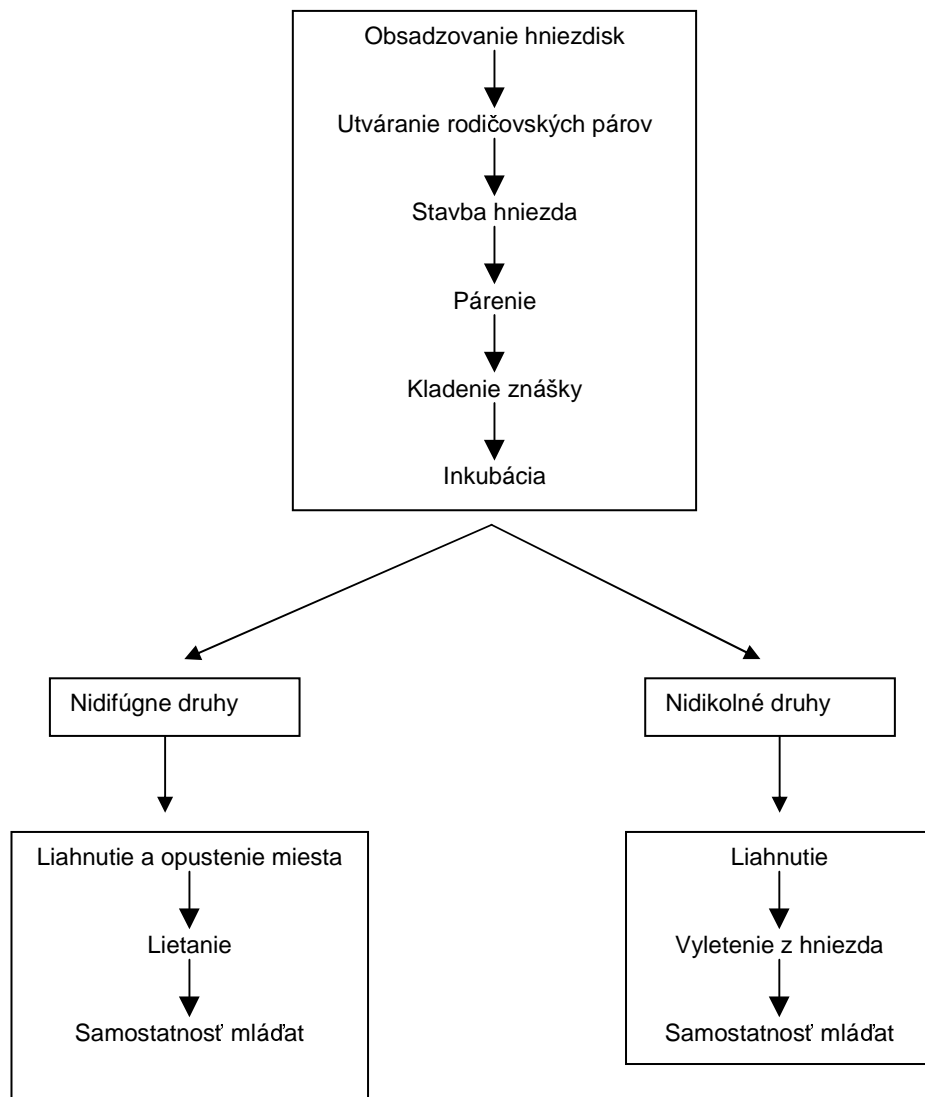 Obsadzovanie hniezdisk
Utváranie rodičovských párov
Stavba hniezda
Párenie
Kladenie znášky
Inkubácia
Nidifúgne druhy
Nidikolné druhy
Liahnutie a opustenie miesta
Lietanie
Samostatnosť mláďat
Liahnutie
Vyletenie z hniezda
Samostatnosť mláďat